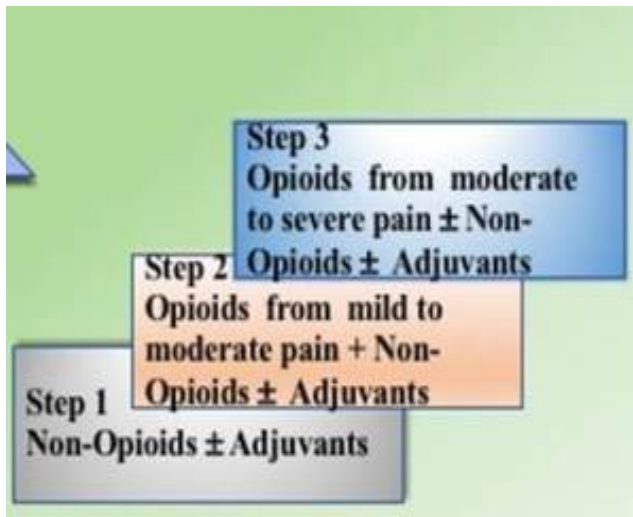 Step 3
Opioids from moderate
to severe pain ± Non-
Opioids ± Adjuvants
Step 2
Opioids from mild to
moderate pain + Non-
Opioids ± Adjuvants
Step 1
Non-Opioids ± Adjuvants